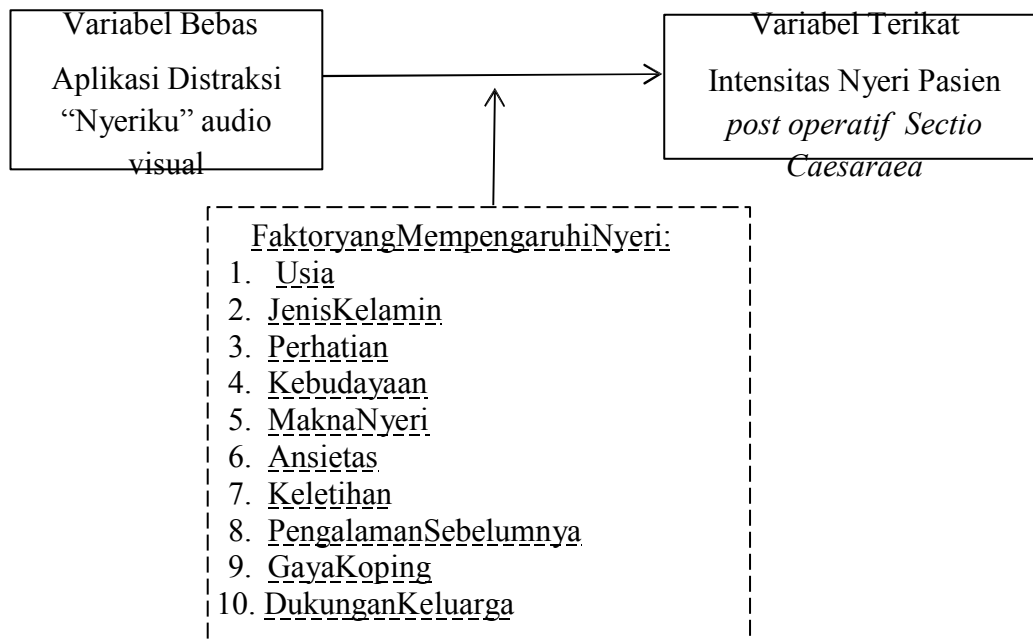 Variabel Bebas
Aplikasi Distraksi
“Nyeriku” audio
visual
Variabel Terikat
Intensitas Nyeri Pasien
post operatif Sectio
Caesaraea
FaktoryangMempengaruhiNyeri:
1. Usia
2. JenisKelamin
3. Perhatian
4. Kebudayaan
5. MaknaNyeri
6. Ansietas
7. Keletihan
8. PengalamanSebelumnya
9. GayaKoping
10. DukunganKeluarga